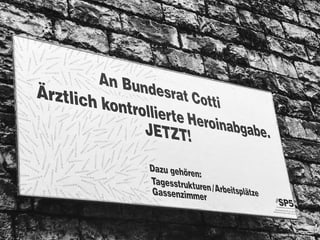 An Bundesrat Cotti
Ärztlich kontrollierte Heroinabgabe.
JETZT!
Dazu gehören:
Tagesstrukturen/Arbeitsplätze
Gassenzimmer
SPS